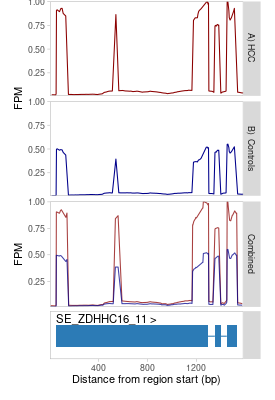 1.00
0.75
0.50
0.25
FPM
A) HCC
1.00
0.75
0.50
0.25
B) Controls
1.00
0.75
0.50
0.25
FPM
Combined
SE_ZDHHC16_11 >
400 800 1200
Distance from region start (bp)